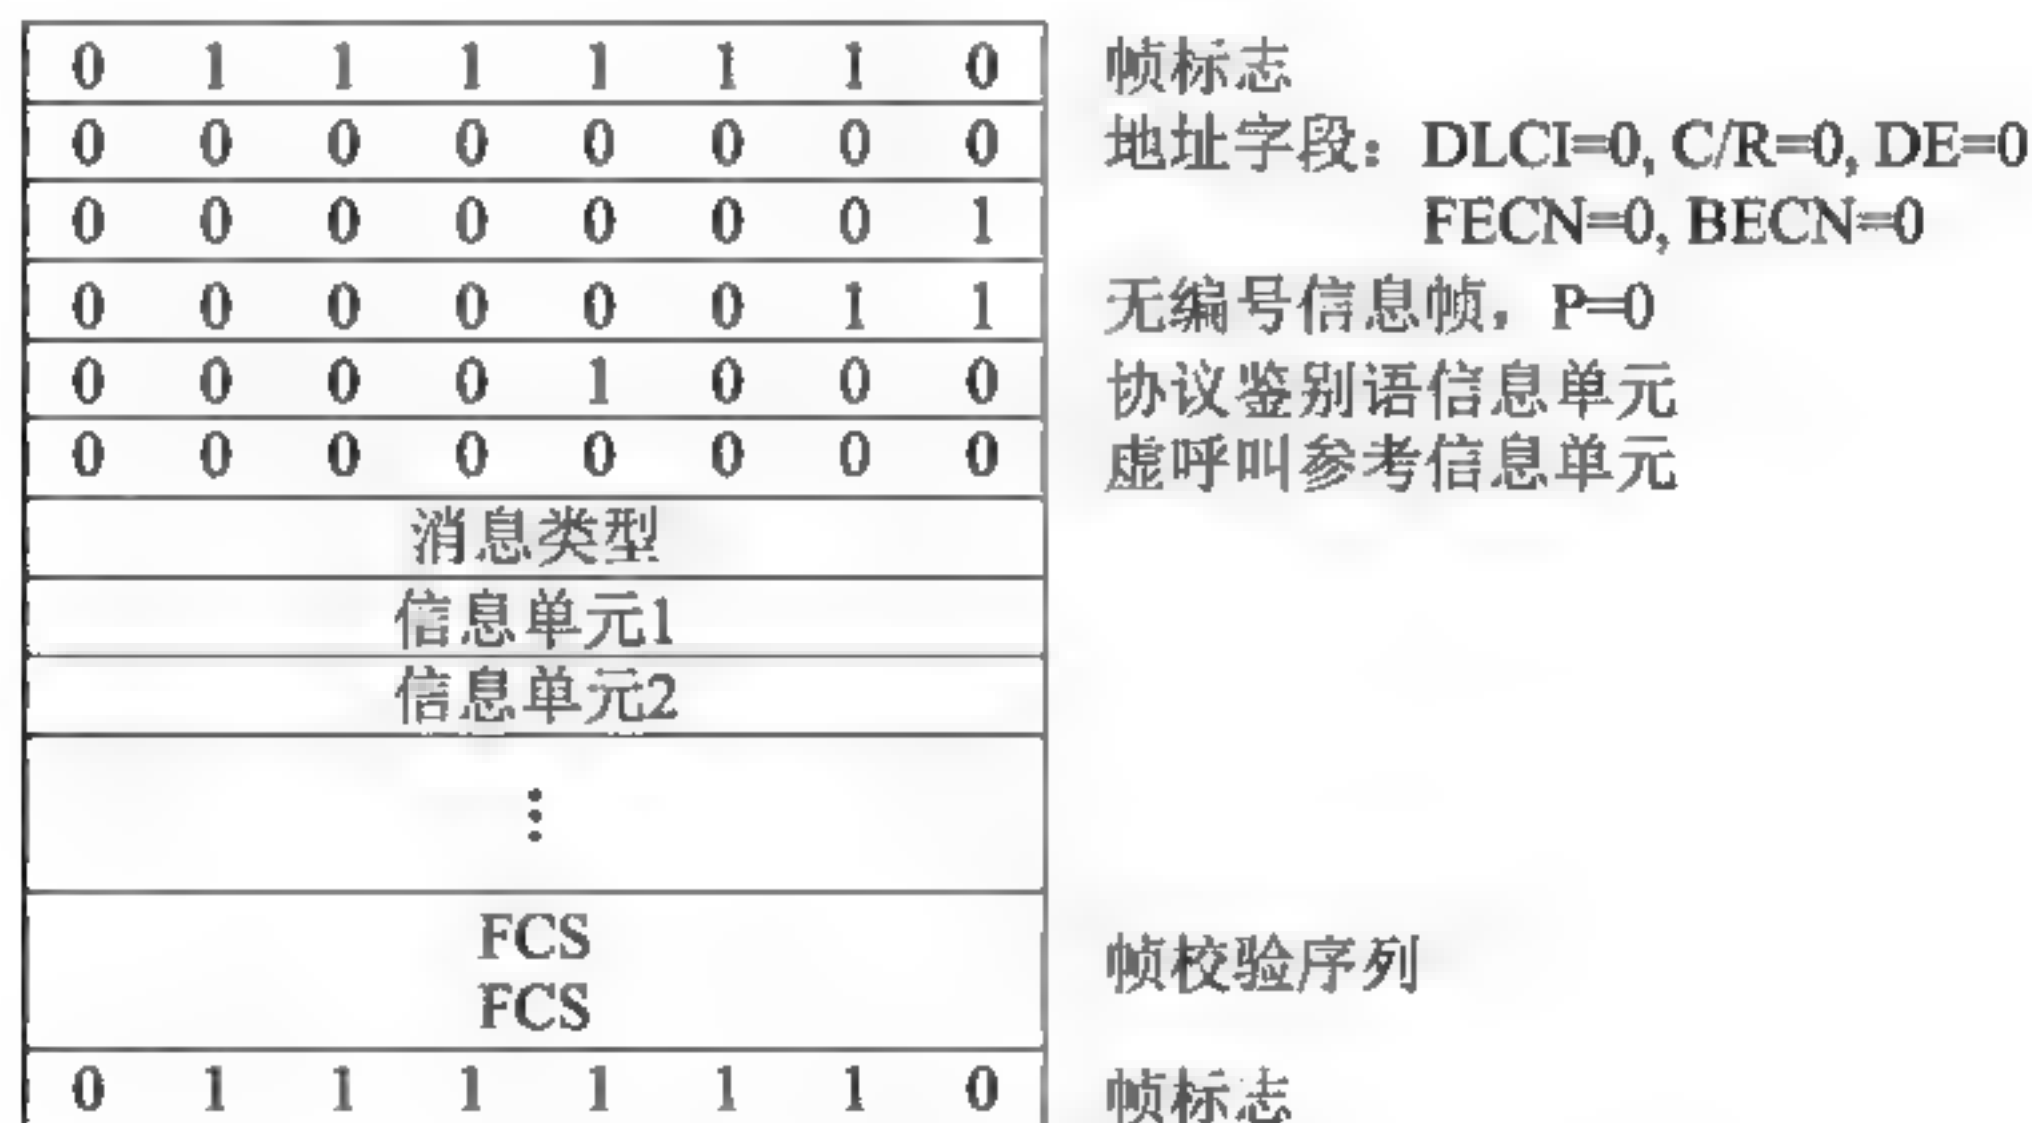 0 1 1 1 1 1 1 0 帧标志
0 0 0 0 0 0 0 0 地址字段：DLCI=0, C/R=0, DE=0
0 0 0 0 0 0 0 1 FECN=0, BECN=0
0 0 0 0 0 0 1 1 无编号信息帧，P=0
0 0 0 0 1 0 0 0 协议鉴别语信息单元
0 0 0 0 0 0 0 0 虚呼叫参考信息单元
消息类型
信息单元1
信息单元2
⋮
FCS
帧校验序列
FCS
0 1 1 1 1 1 1 0 帧标志